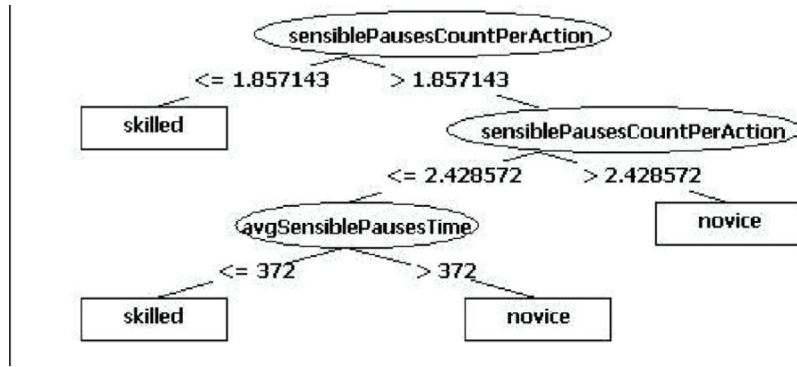 sensiblePausesCountPerAction
<= 1.857143 > 1.857143
skilled
sensiblePausesCountPerAction
<= 2.428572 > 2.428572
avgSensiblePausesTime
novice
<= 372 > 372
skilled
novice